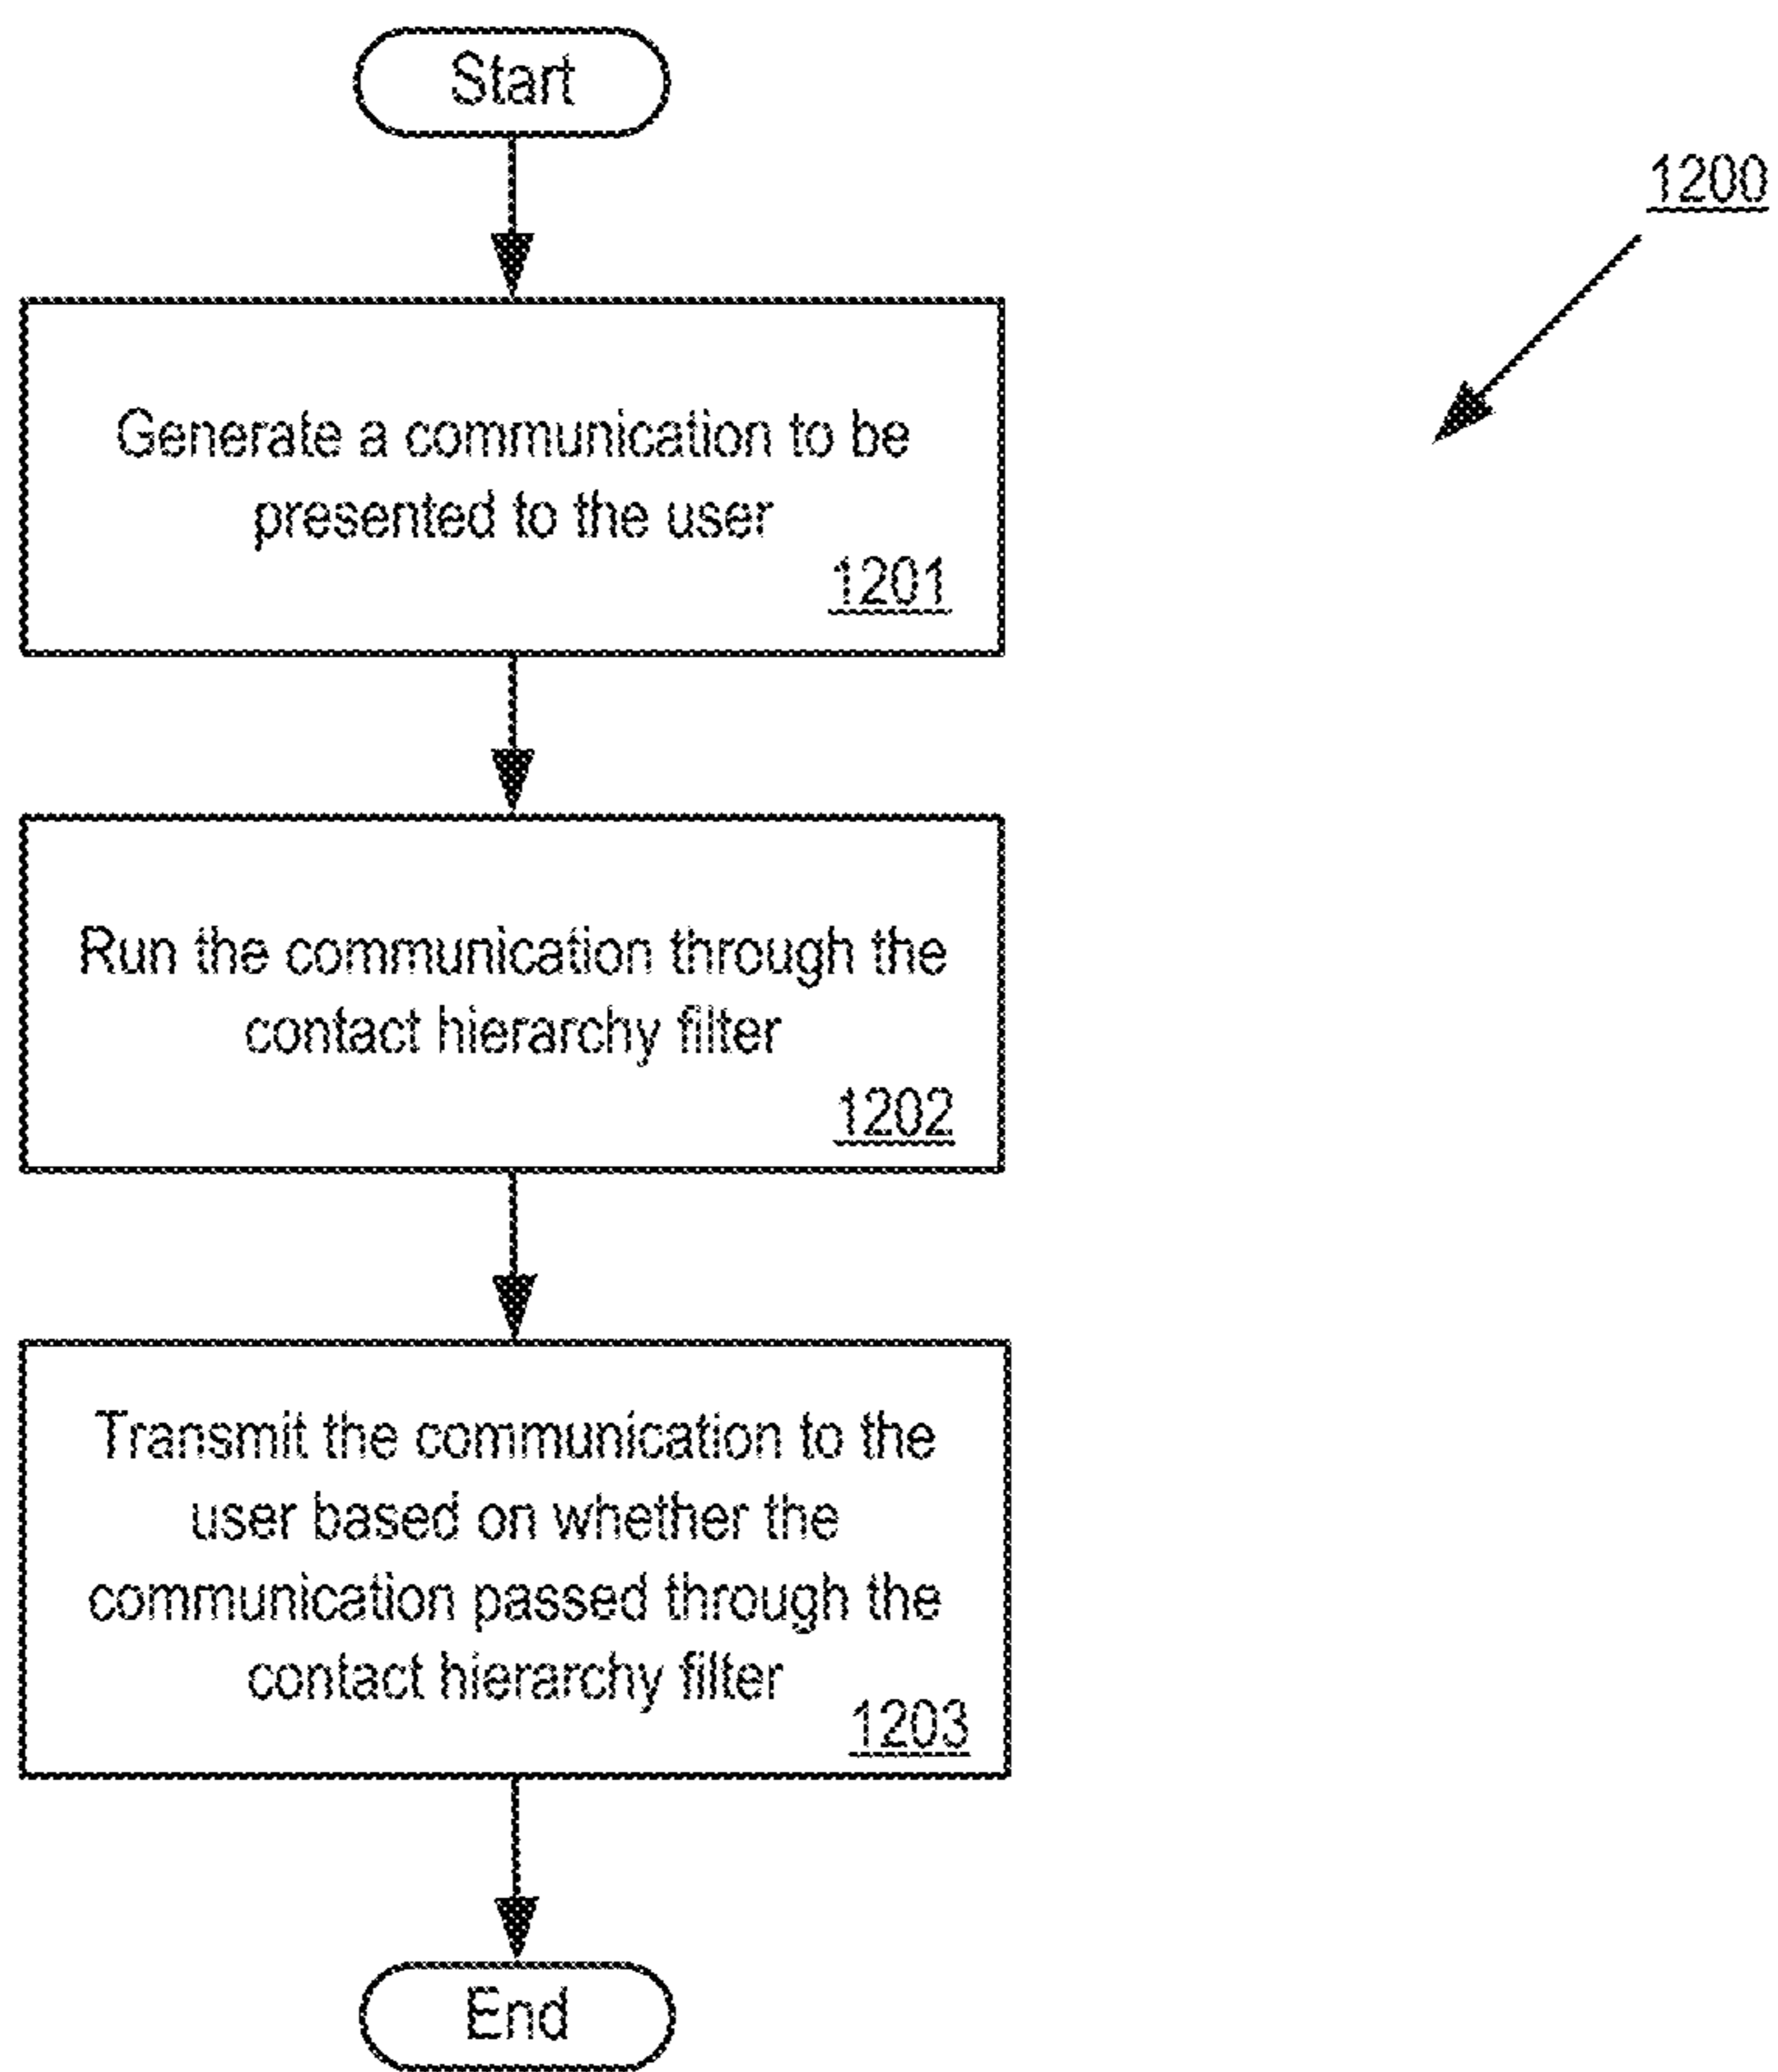 Start
1200
Generate a communication to be
presented to the user
1201
Run the communication through the
contact hierarchy filter
1202
Transmit the communication to the
user based on whether the
communication passed through the
contact hierarchy filter
1203
End